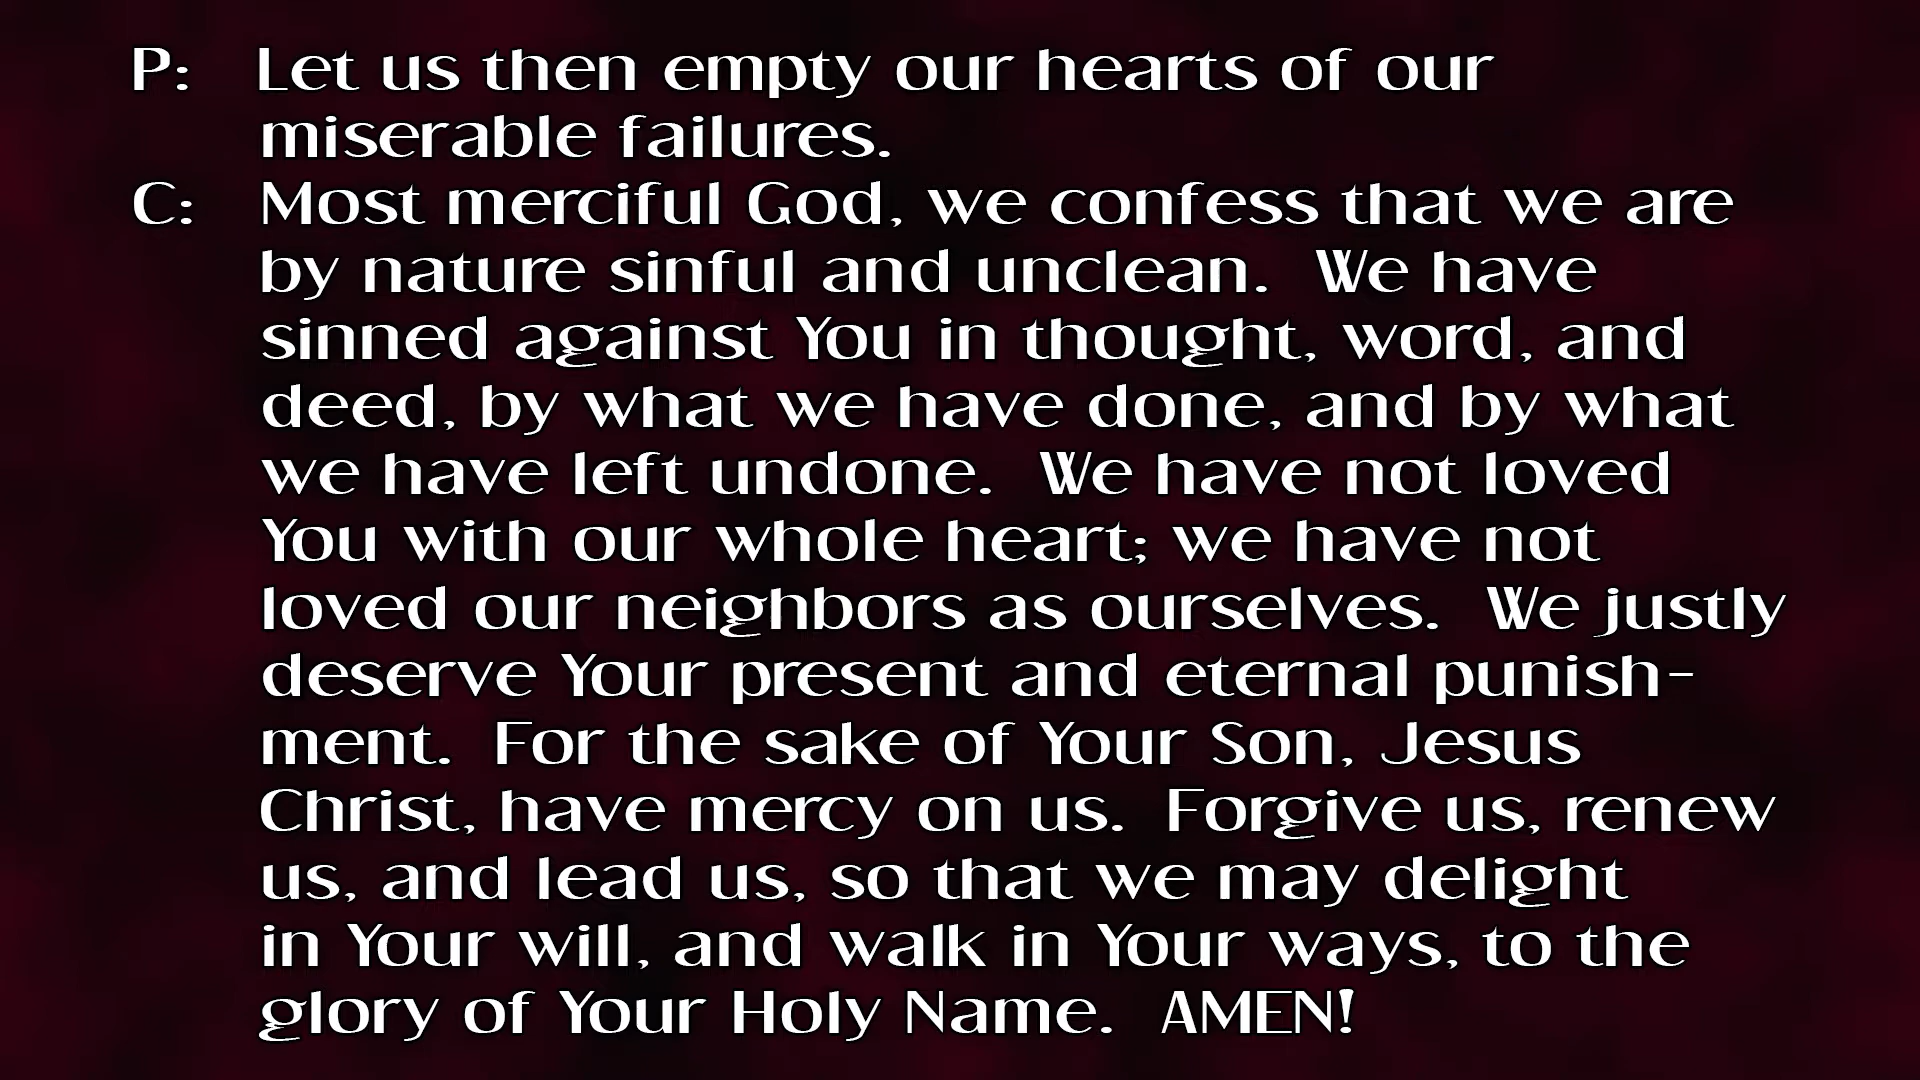 P: Let us then empty our hearts of our
miserable failures.
C: Most merciful God, we confess that we are
by nature sinful and unclean. We have
sinned against You in thought, word, and
deed, by what we have done, and by what
we have left undone. We have not loved
You with our whole heart; we have not
loved our neighbors as ourselves. We justly
deserve Your present and eternal punish-
ment. For the sake of Your Son, Jesus
Christ, have mercy on us. Forgive us, renew
us, and lead us, so that we may delight
in Your will, and walk in Your ways, to the
glory of Your Holy Name. AMEN!